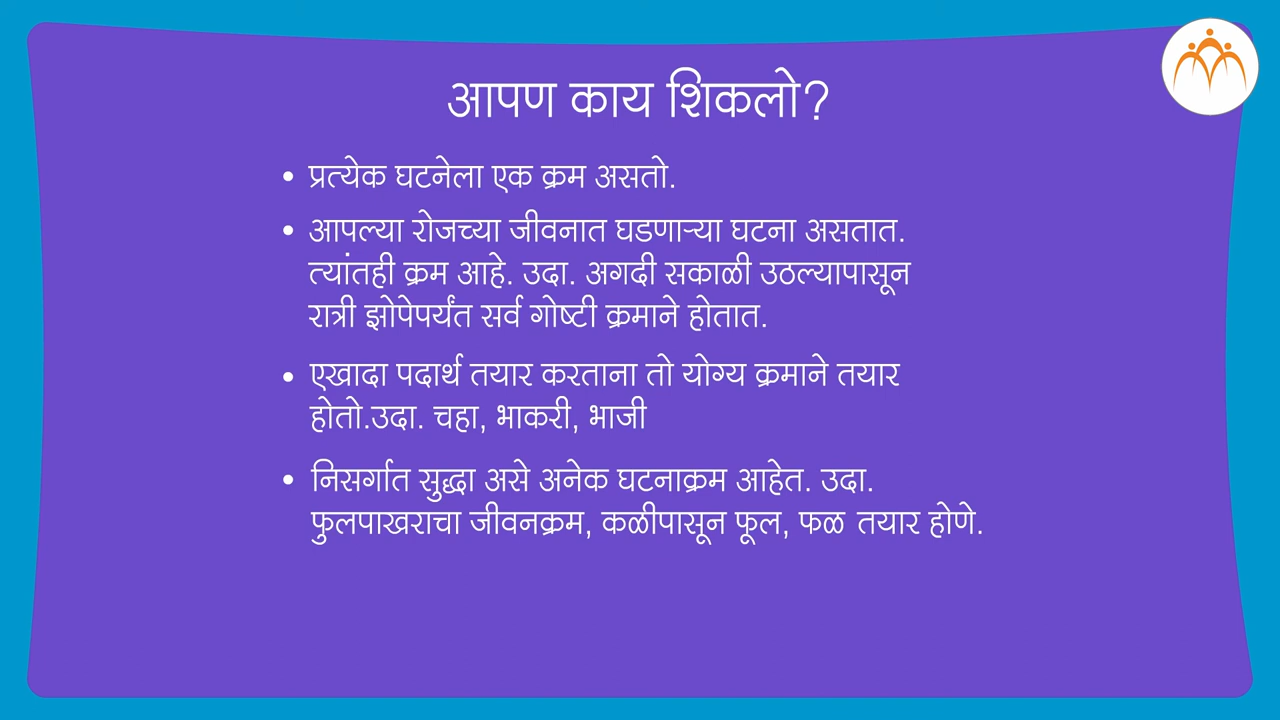 आपण काय शिकलो?
• प्रत्येक घटनेला एक क्रम असतो.
• आपल्या रोजच्या जीवनात घडणाऱ्या घटना असतात.
त्यांतही क्रम आहे. उदा. अगदी सकाळी उठल्यापासून
रात्री झोपेपर्यंत सर्व गोष्टी क्रमाने होतात.
• एखादा पदार्थ तयार करताना तो योग्य क्रमाने तयार
होतो.उदा. चहा, भाकरी, भाजी
• निसर्गात सुद्धा असे अनेक घटनाक्रम आहेत. उदा.
फुलपाखराचा जीवनक्रम, कळीपासून फूल, फळ तयार होणे.